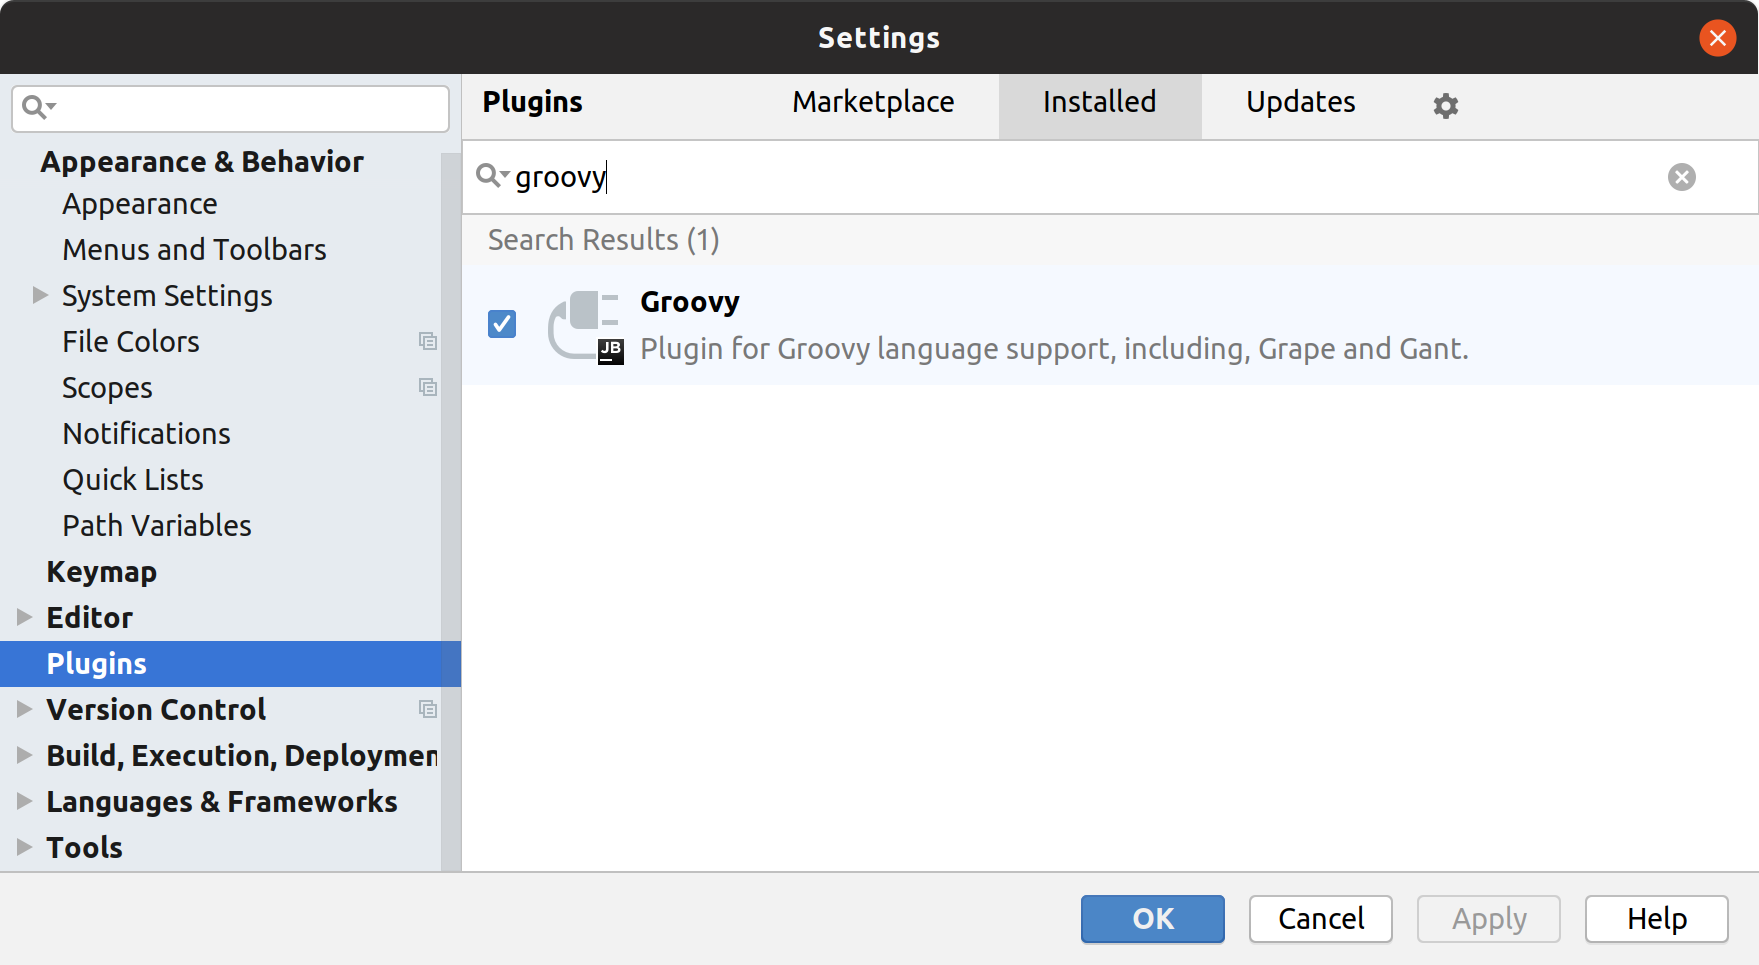 Settings
Plugins Marketplace Installed Updates
groovy
Search Results (1)
Groovy
JB
Plugin for Groovy language support, including, Grape and Gant.
Appearance & Behavior
Appearance
Menus and Toolbars
System Settings
File Colors
Scopes
Notifications
Quick Lists
Path Variables
Keymap
Editor
Plugins
Version Control
Build, Execution, Deploymen
Languages & Frameworks
Tools
OK Cancel Apply Help